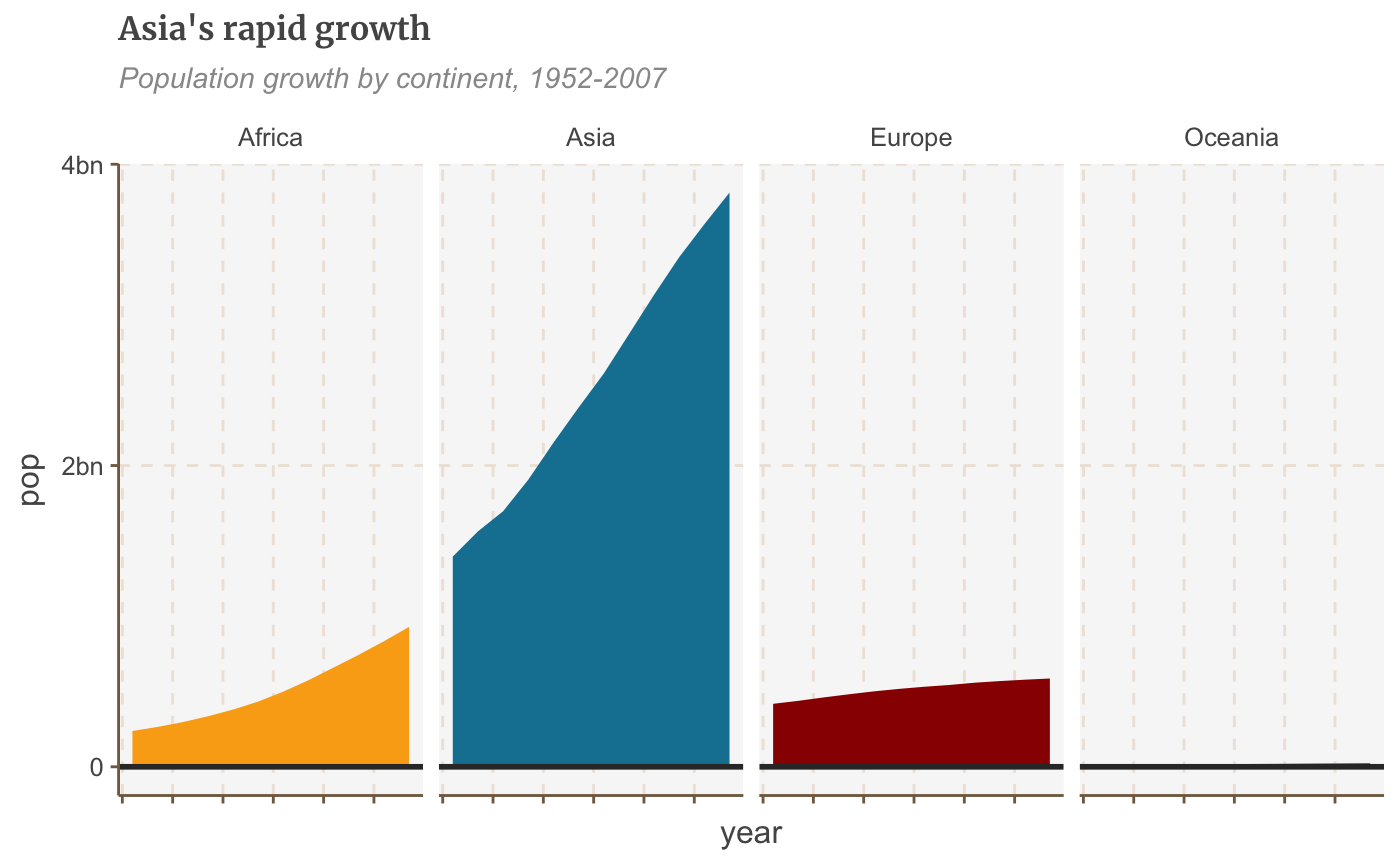 Asia's rapid growth
Population growth by continent, 1952-2007
Africa Asia Europe Oceania
4bn
2bn
0
pop
year